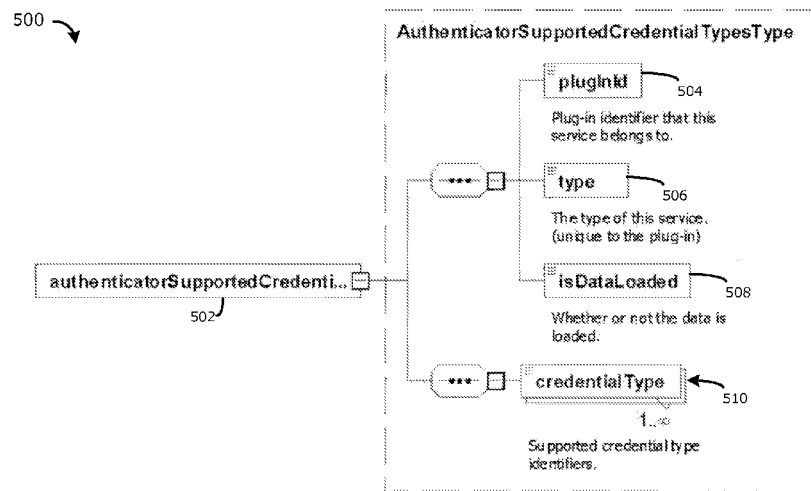 500
AuthenticatorSupportedCredentialTypesType
pluginId
504
Plug-in identifier that this
service belongs to.
type
506
The type of this service.
(unique to the plug-in)
authenticatorSupportedCredenti...
502
isDataLoaded
508
Whether or not the data is
loaded.
credentialType
510
1..∞
Supported credential type
identifiers.